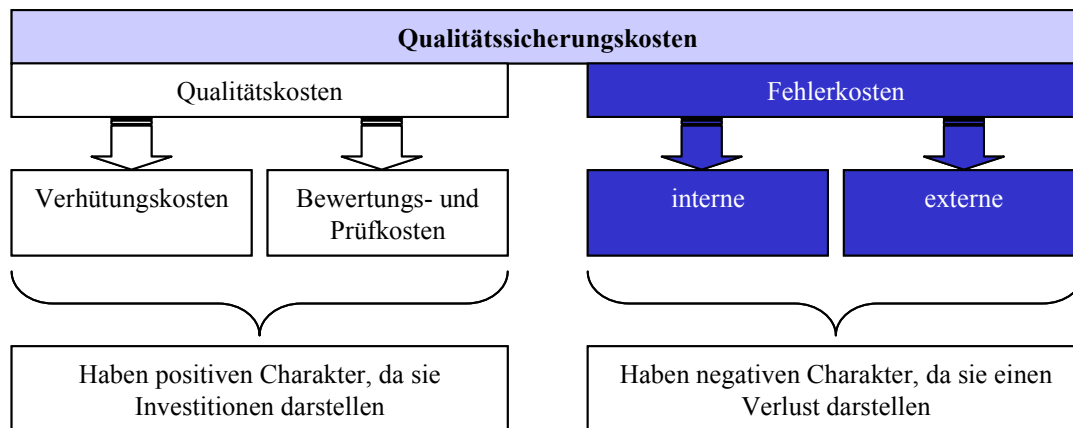 Qualitätssicherungskosten
Qualitätskosten
Fehlerkosten
Verhütungskosten
Bewertungs- und
Prüfkosten
interne
externe
Haben positiven Charakter, da sie
Investitionen darstellen
Haben negativen Charakter, da sie einen
Verlust darstellen